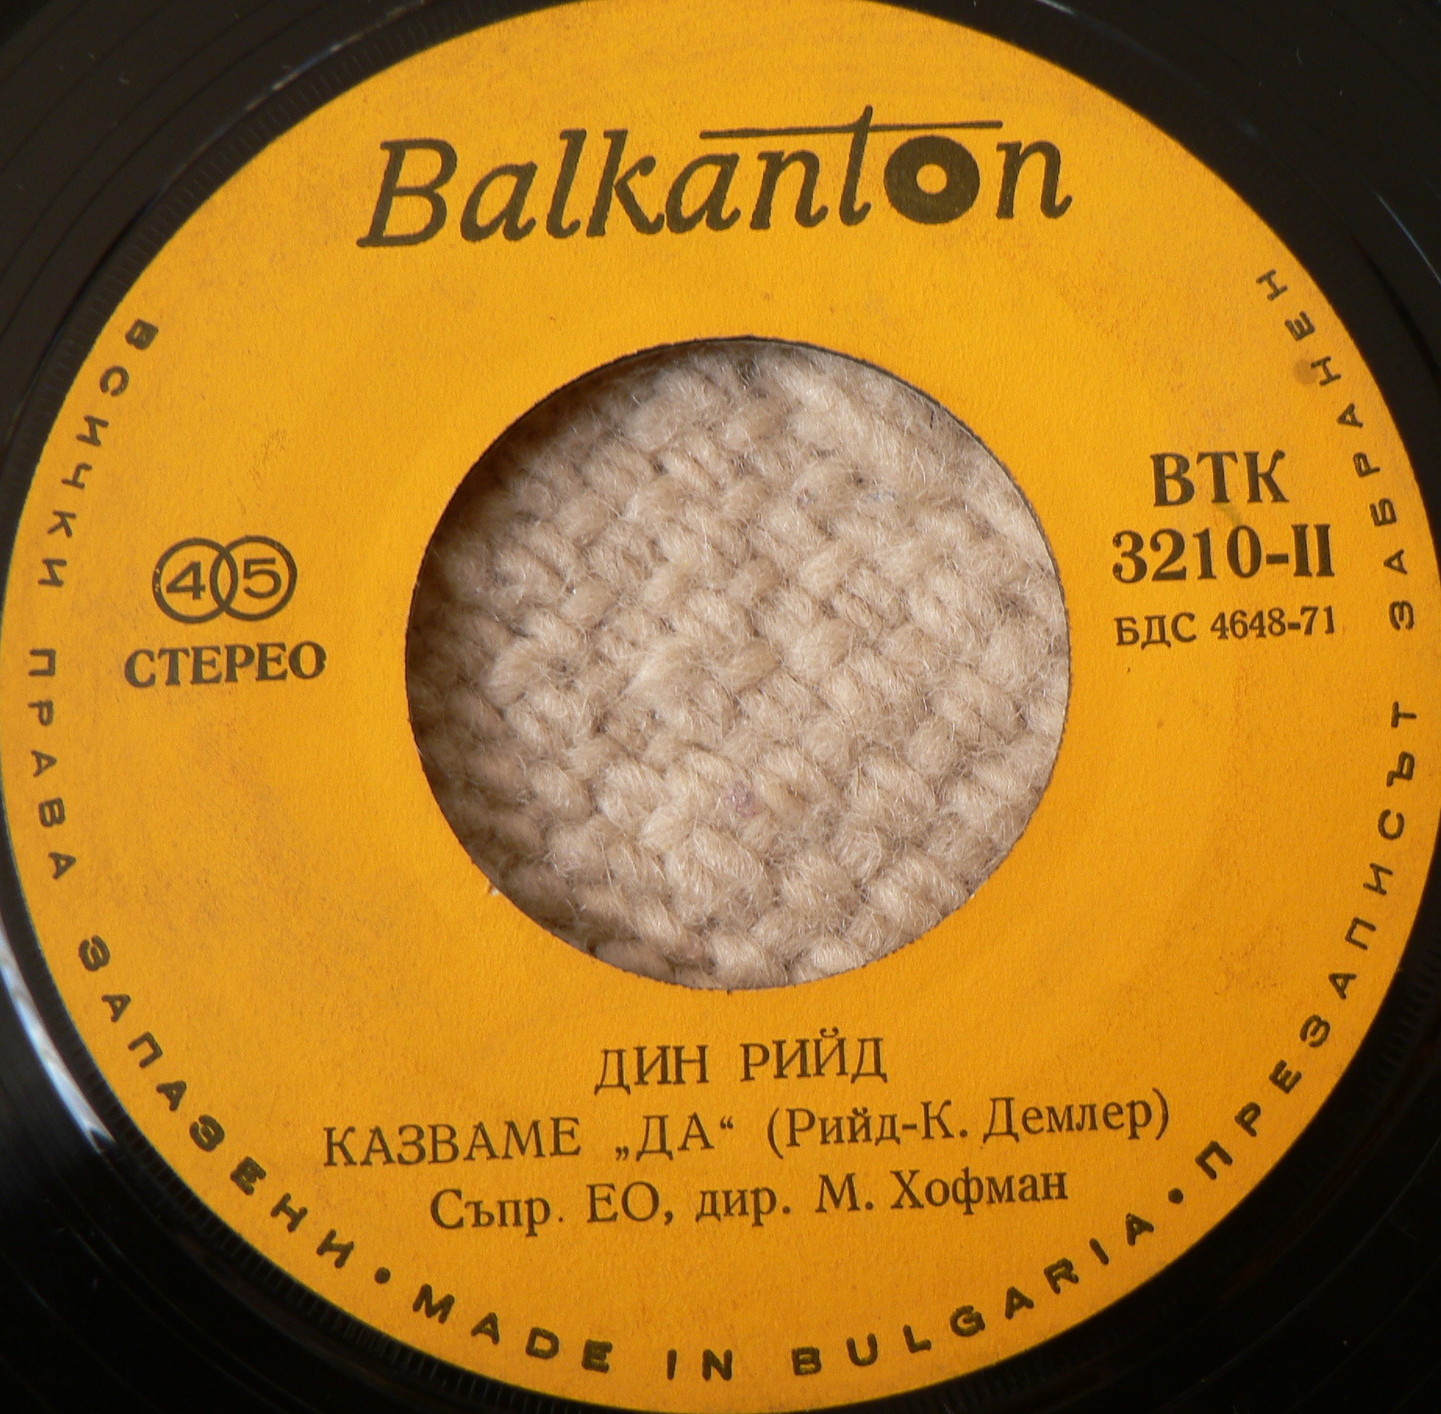 Balkanton
45
СТЕРЕО
ВТК
3210-II
БДС 4648-71
ДИН РИЙД
КАЗВАМЕ „ДА“ (Рийд-К. Демлер)
Съпр. ЕО, дир. М. Хофман
ВСИЧКИ ПРАВА ЗАПАЗЕНИ • MADE IN BULGARIA • ПРЕЗАПИСЪТ ЗАБРАНЕН